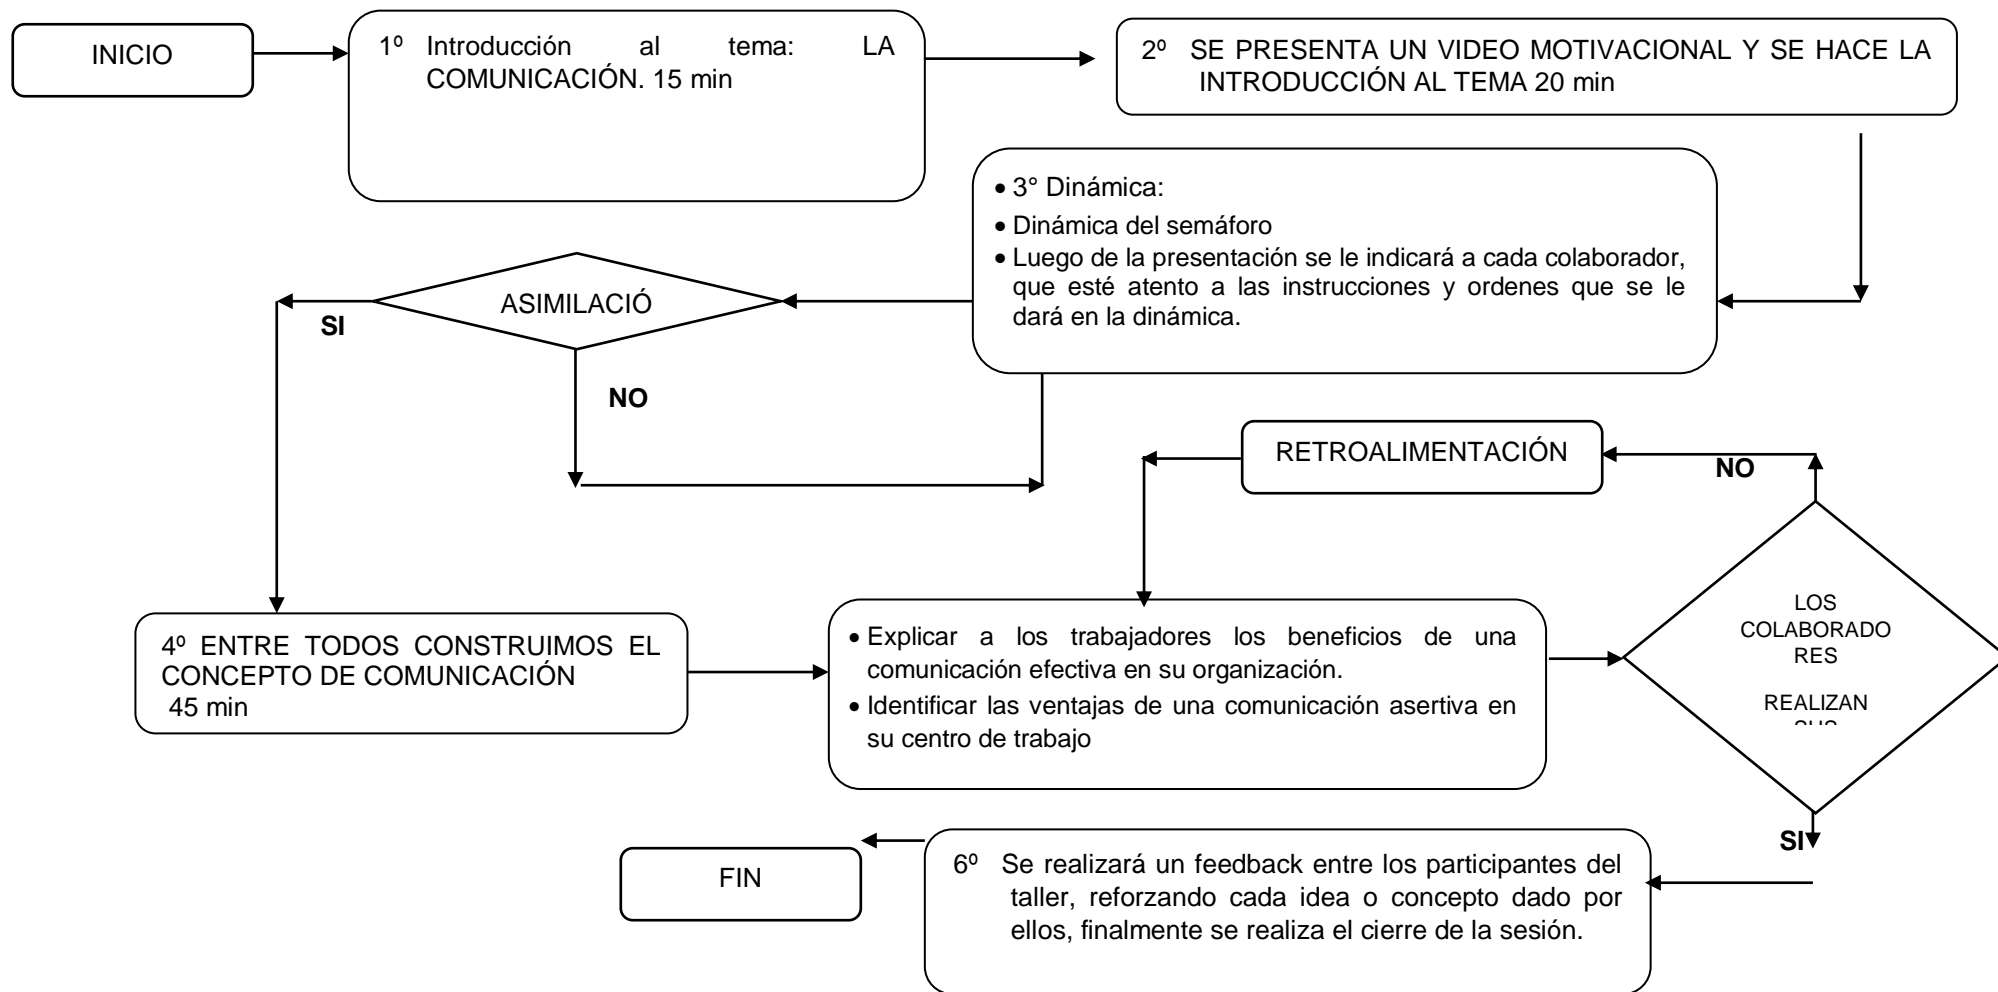 INICIO
1º Introducción al tema: LA
COMUNICACIÓN. 15 min
2º SE PRESENTA UN VIDEO MOTIVACIONAL Y SE HACE LA
INTRODUCCIÓN AL TEMA 20 min
• 3° Dinámica:
• Dinámica del semáforo
• Luego de la presentación se le indicará a cada colaborador,
que esté atento a las instrucciones y ordenes que se le
dará en la dinámica.
ASIMILACIÓ
SI
NO
RETROALIMENTACIÓN
NO
LOS
COLABORADO
RES
REALIZAN
4º ENTRE TODOS CONSTRUIMOS EL
CONCEPTO DE COMUNICACIÓN
45 min
• Explicar a los trabajadores los beneficios de una
comunicación efectiva en su organización.
• Identificar las ventajas de una comunicación asertiva en
su centro de trabajo
SI
6º Se realizará un feedback entre los participantes del
taller, reforzando cada idea o concepto dado por
ellos, finalmente se realiza el cierre de la sesión.
FIN